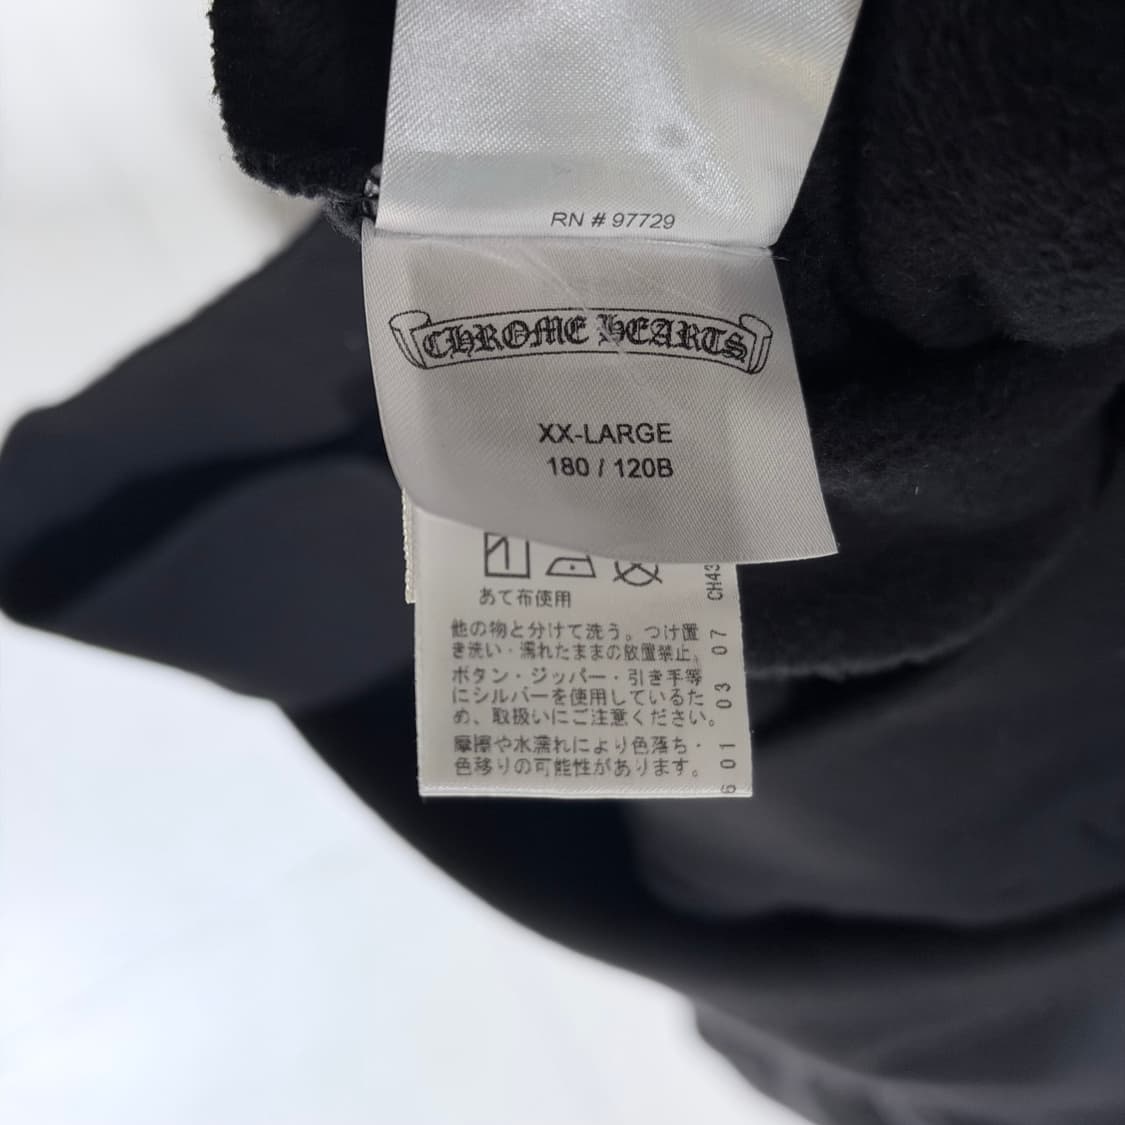 RN # 97729
CHROME HEARTS
XX-LARGE
180 / 120B
あて布使用
他の物と分けて洗う。つけ置
き洗い・濡れたままの放置禁止。
ボタン・ジッパー・引き手等
にシルバーを使用しているた
め、取扱いにご注意ください。
摩擦や水濡れにより色落ち・
色移りの可能性があります。
6 01 03 07 CH43